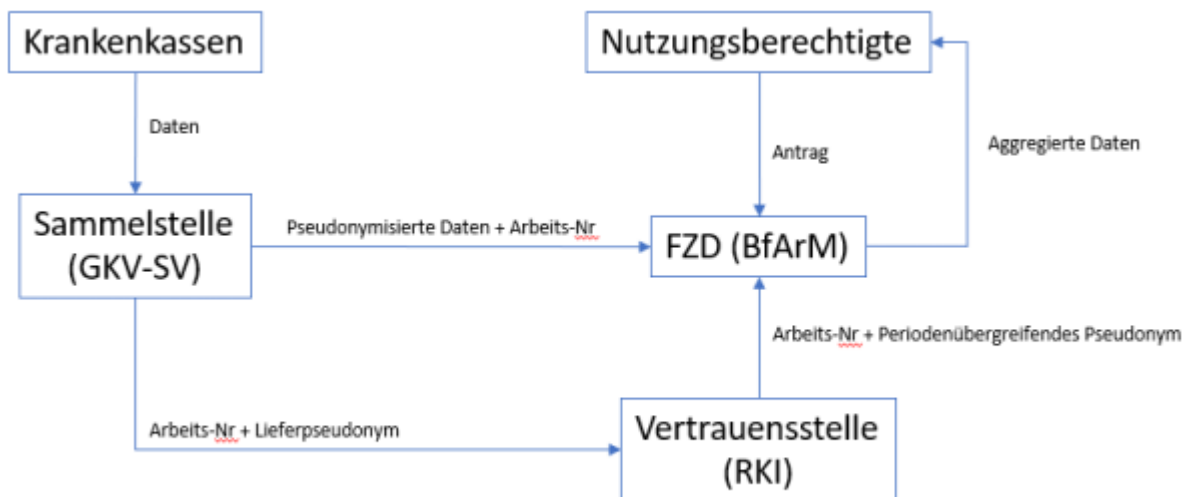 Krankenkassen
Nutzungsberechtigte
Daten
Antrag
Aggregierte Daten
Sammelstelle
(GKV-SV)
Pseudonymisierte Daten + Arbeits-Nr
FZD (BfArM)
Arbeits-Nr + Periodenübergreifendes Pseudonym
Arbeits-Nr + Lieferpseudonym
Vertrauensstelle
(RKI)